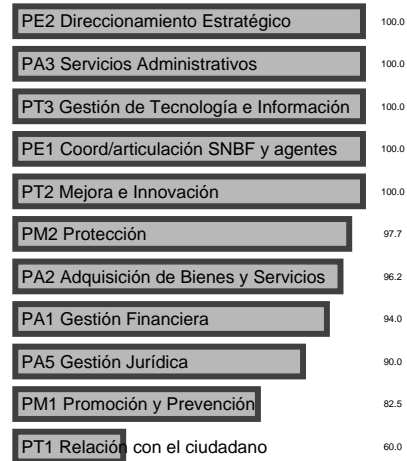 PE2 Direccionamiento Estratégico 100.0
PA3 Servicios Administrativos 100.0
PT3 Gestión de Tecnología e Información 100.0
PE1 Coord/articulación SNBF y agentes 100.0
PT2 Mejora e Innovación 100.0
PM2 Protección 97.7
PA2 Adquisición de Bienes y Servicios 96.2
PA1 Gestión Financiera 94.0
PA5 Gestión Jurídica 90.0
PM1 Promoción y Prevención 82.5
PT1 Relación con el ciudadano 60.0